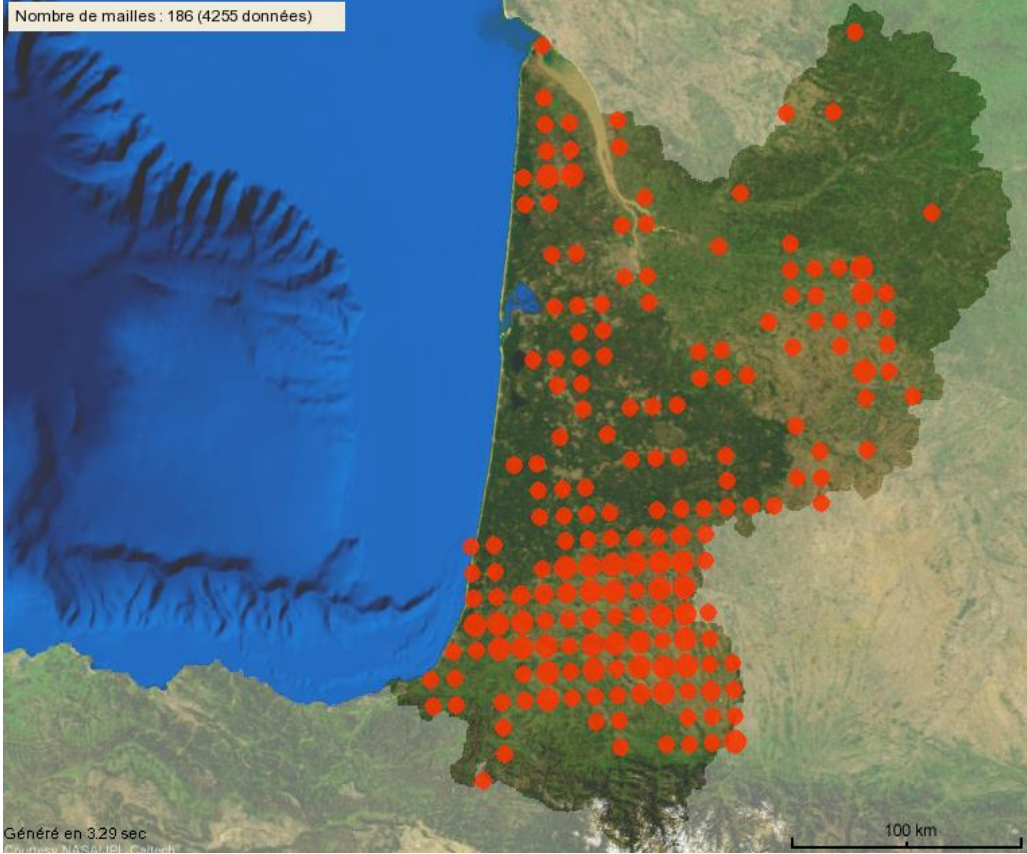 Nombre de mailles : 186 (4255 données)
100 km
Généré en 3.29 sec
Courtesy NASA/JPL-Caltech